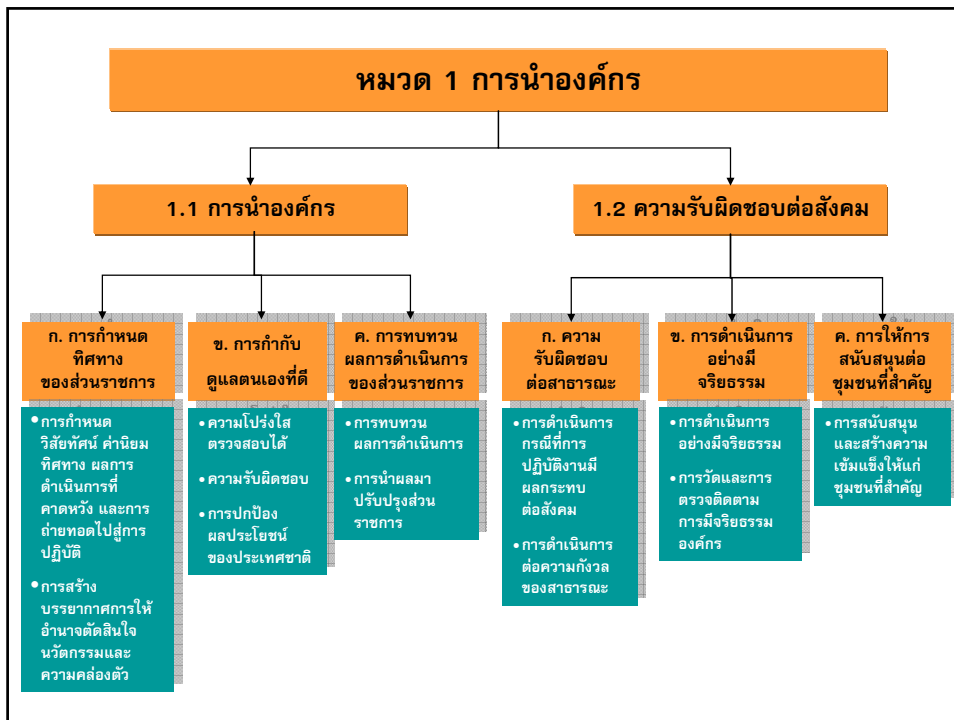 หมวด 1 การนำองค์กร
1.1 การนำองค์กร
1.2 ความรับผิดชอบต่อสังคม
ก. การกำหนด
ทิศทาง
ของส่วนราชการ
• การกำหนด
วิสัยทัศน์ ค่านิยม
ทิศทาง ผลการ
ดำเนินการที่
คาดหวัง และการ
ถ่ายทอดไปสู่การ
ปฏิบัติ
• การสร้าง
บรรยากาศการให้
อำนาจตัดสินใจ
นวัตกรรมและ
ความคล่องตัว
ข. การกำกับ
ดูแลตนเองที่ดี
• ความโปร่งใส
ตรวจสอบได้
• ความรับผิดชอบ
• การปกป้อง
ผลประโยชน์
ของประเทศชาติ
ค. การทบทวน
ผลการดำเนินการ
ของส่วนราชการ
• การทบทวน
ผลการดำเนินการ
• การนำผลมา
ปรับปรุงส่วน
ราชการ
ก. ความ
รับผิดชอบ
ต่อสาธารณะ
• การดำเนินการ
กรณีที่การ
ปฏิบัติงานมี
ผลกระทบ
ต่อสังคม
• การดำเนินการ
ต่อความกังวล
ของสาธารณะ
ข. การดำเนินการ
อย่างมี
จริยธรรม
• การดำเนินการ
อย่างมีจริยธรรม
• การวัดและการ
ตรวจติดตาม
การมีจริยธรรม
องค์กร
ค. การให้การ
สนับสนุนต่อ
ชุมชนที่สำคัญ
• การสนับสนุน
และสร้างความ
เข้มแข็งให้แก่
ชุมชนที่สำคัญ